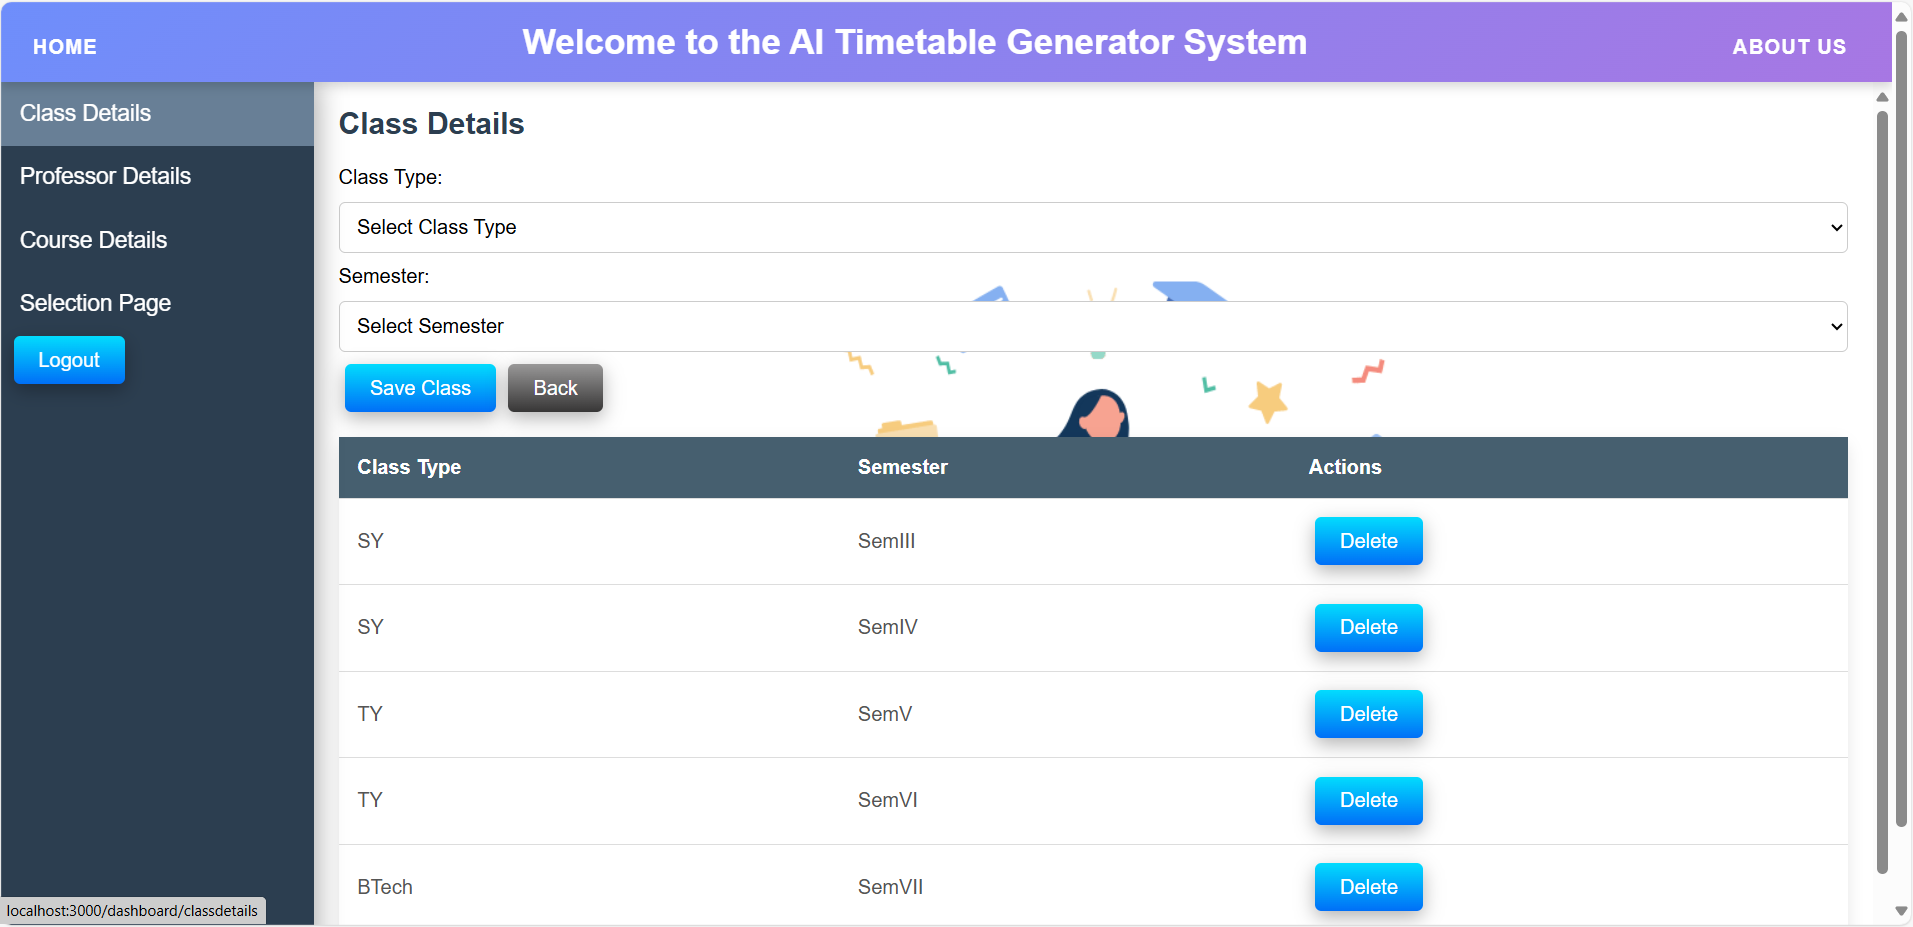 HOME
Welcome to the AI Timetable Generator System
ABOUT US
Class Details
Professor Details
Course Details
Selection Page
Logout
Class Details
Class Type:
Select Class Type
Semester:
Select Semester
Save Class Back
Class Type Semester Actions
SY SemIII Delete
SY SemIV Delete
TY SemV Delete
TY SemVI Delete
BTech SemVII Delete
localhost:3000/dashboard/classdetails